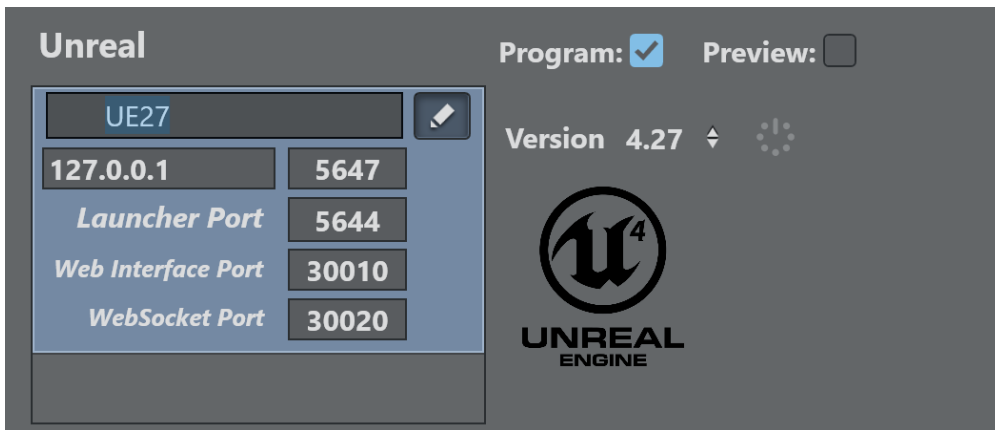 Unreal
Program: Preview:
UE27
Version 4.27
127.0.0.1 5647
Launcher Port 5644
Web Interface Port 30010
WebSocket Port 30020
4
UNREAL
ENGINE